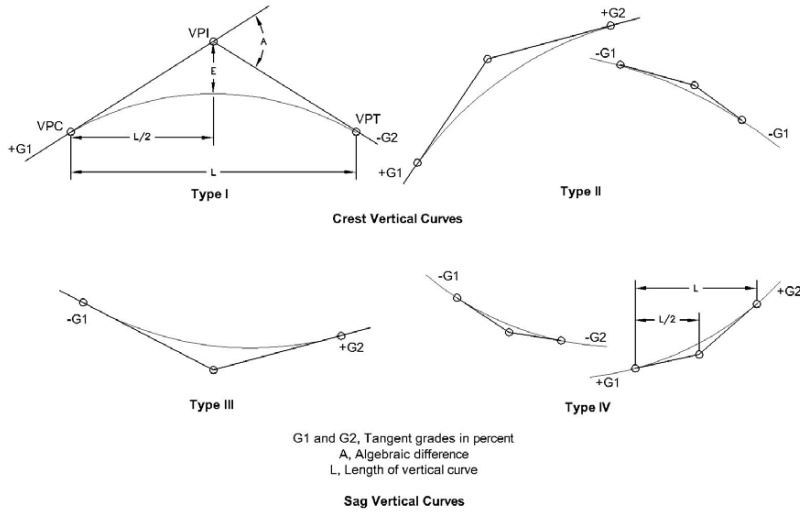 VPI
A
E
VPC
VPT
L/2
+G1
-G2
L
Type I
+G2
+G1
-G1
-G1
Type II
Crest Vertical Curves
-G1
+G2
Type III
-G1
-G2
L
+G2
L/2
+G1
Type IV
G1 and G2, Tangent grades in percent
A, Algebraic difference
L, Length of vertical curve
Sag Vertical Curves